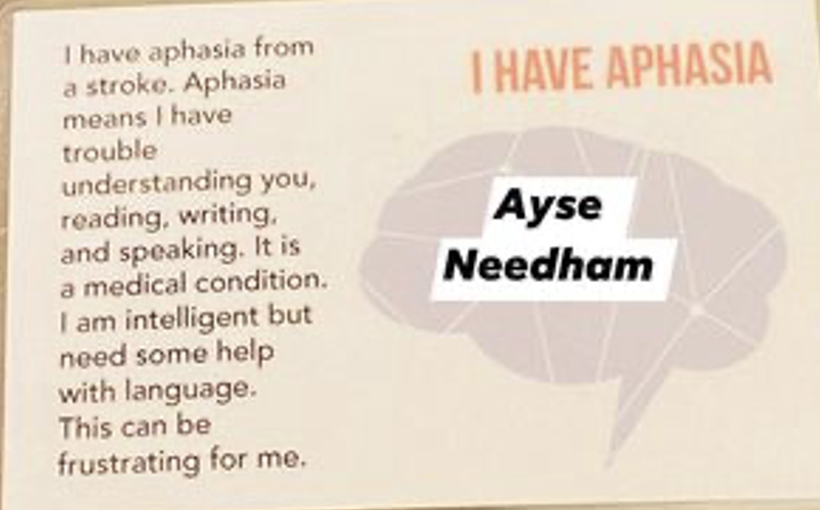 I have aphasia from
a stroke. Aphasia
means I have
trouble
understanding you,
reading, writing,
and speaking. It is
a medical condition.
I am intelligent but
need some help
with language.
This can be
frustrating for me.
I HAVE APHASIA
Ayse
Needham